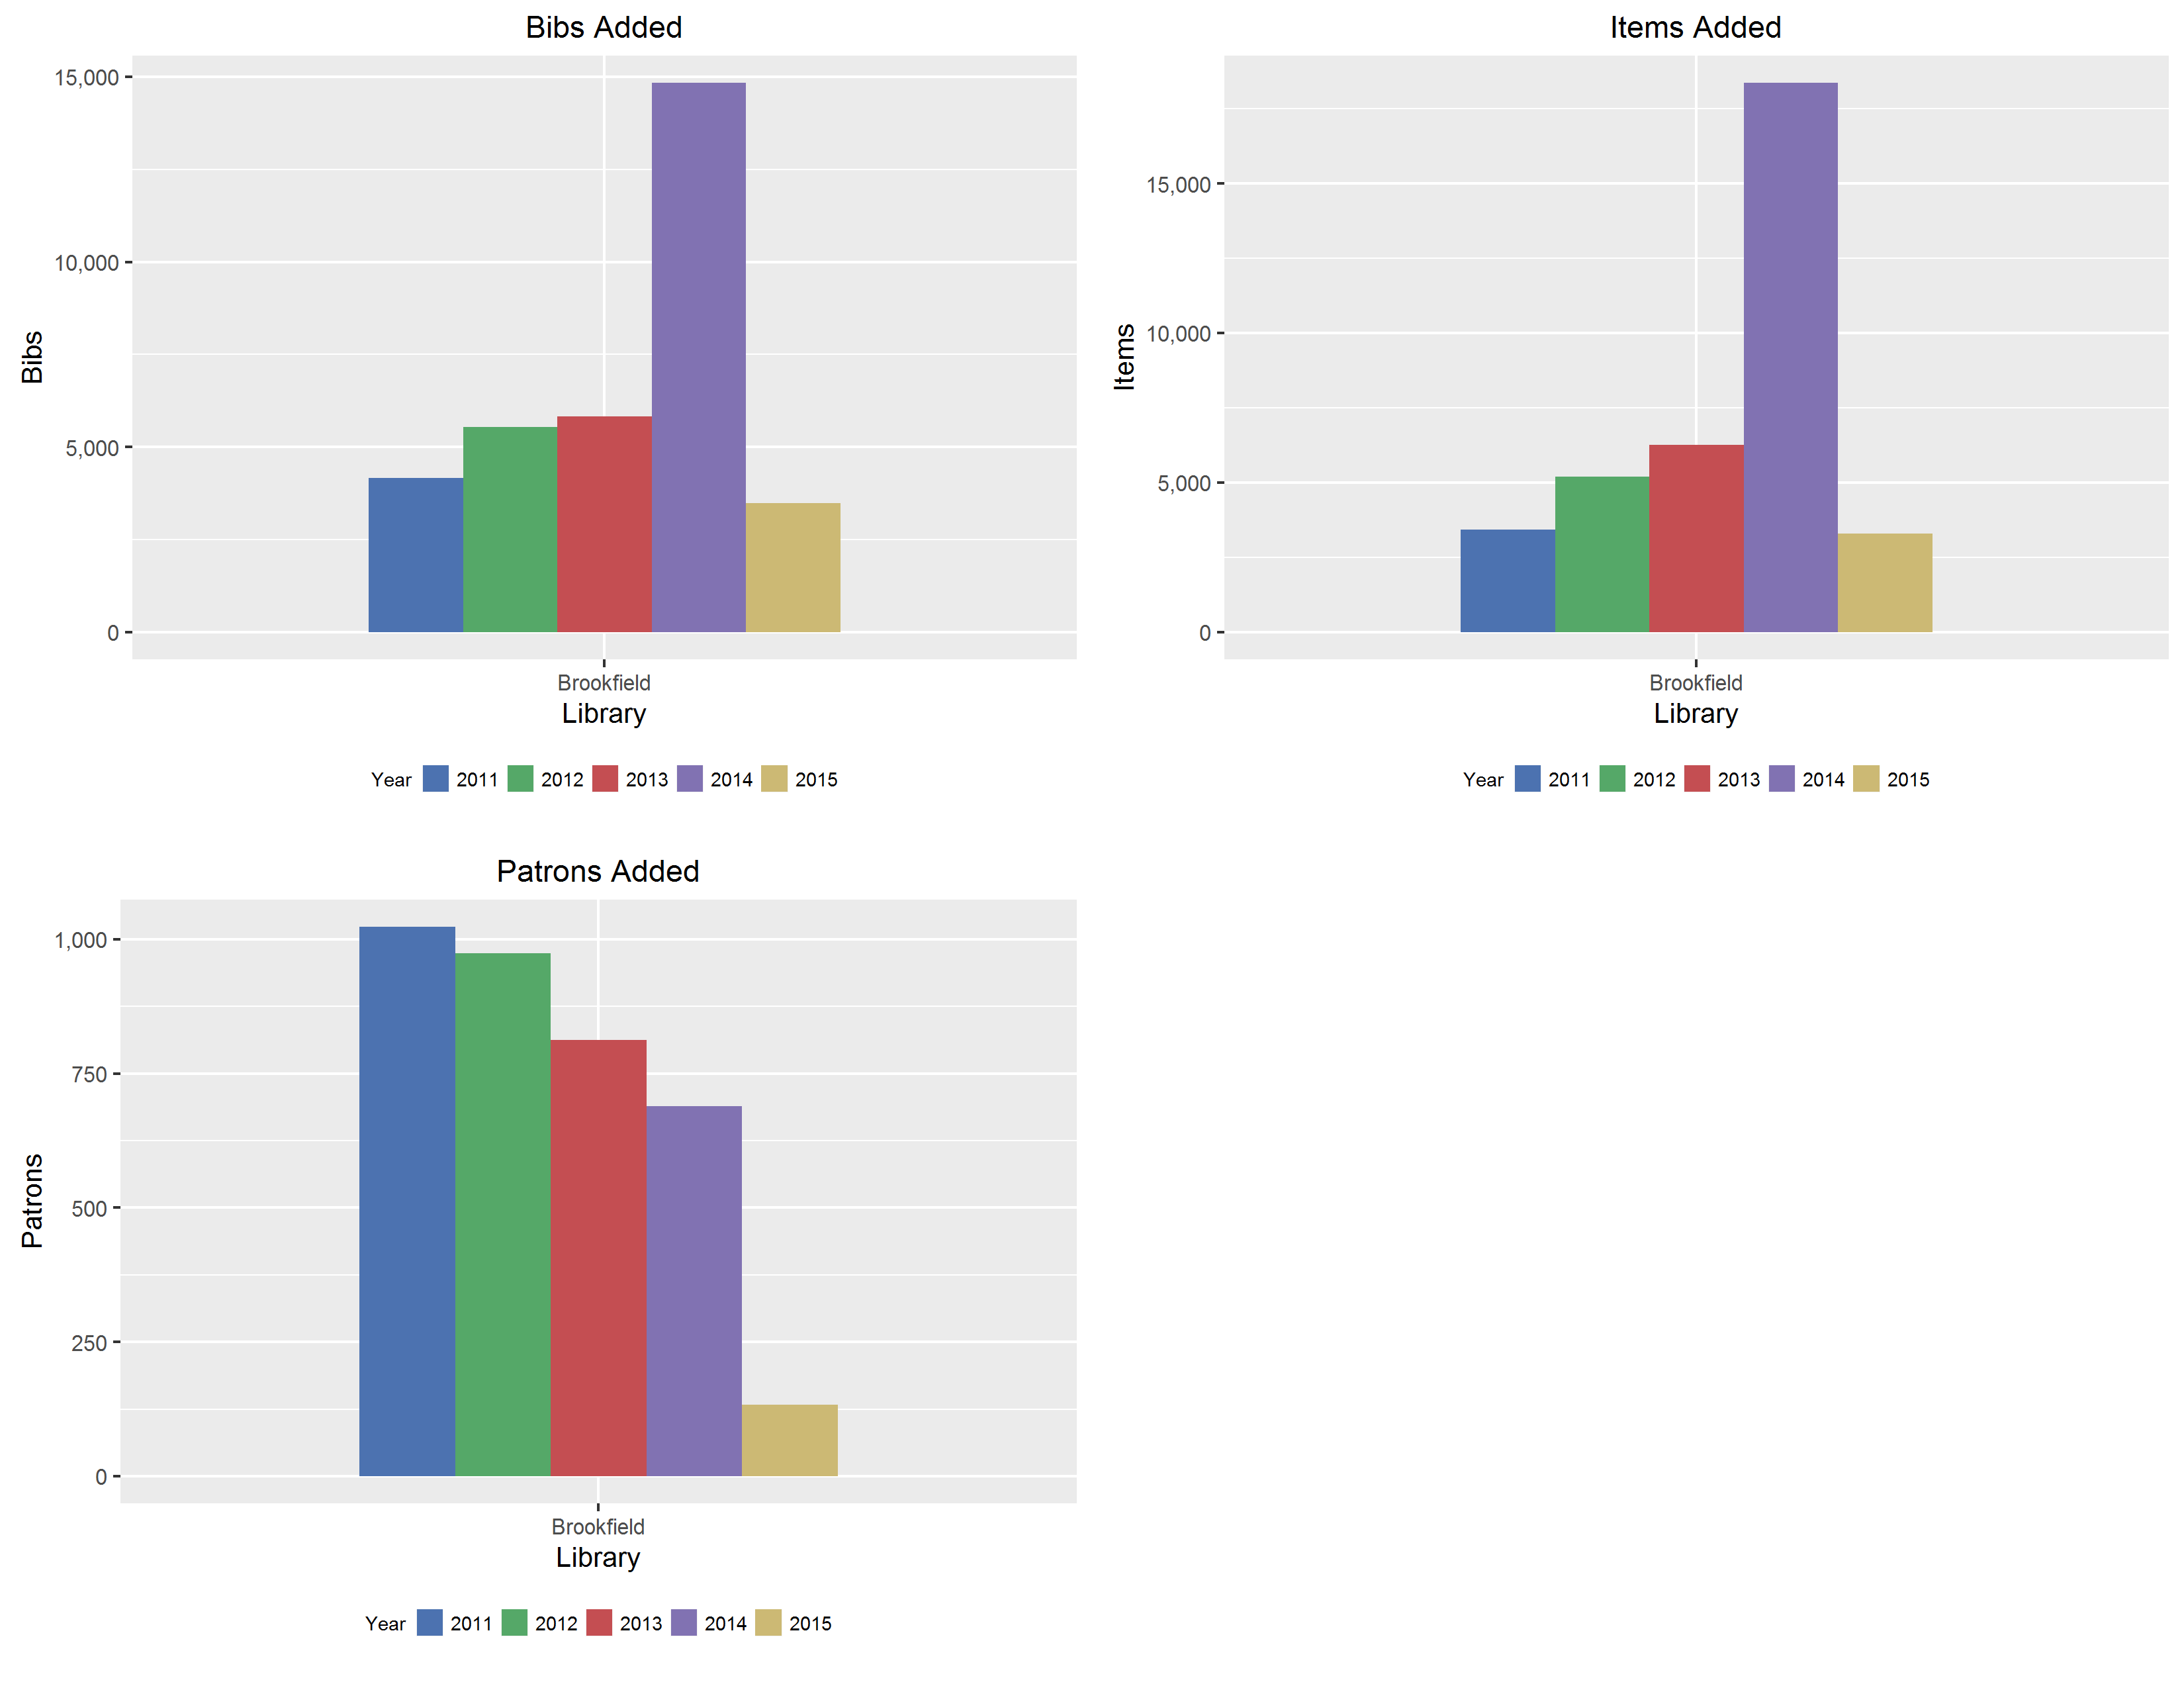 Bibs Added
15,000
10,000
5,000
0
Bibs
Brookfield
Library
Year 2011 2012 2013 2014 2015
Items Added
15,000
10,000
5,000
0
Items
Brookfield
Library
Year 2011 2012 2013 2014 2015
Patrons Added
1,000
750
500
250
0
Patrons
Brookfield
Library
Year 2011 2012 2013 2014 2015